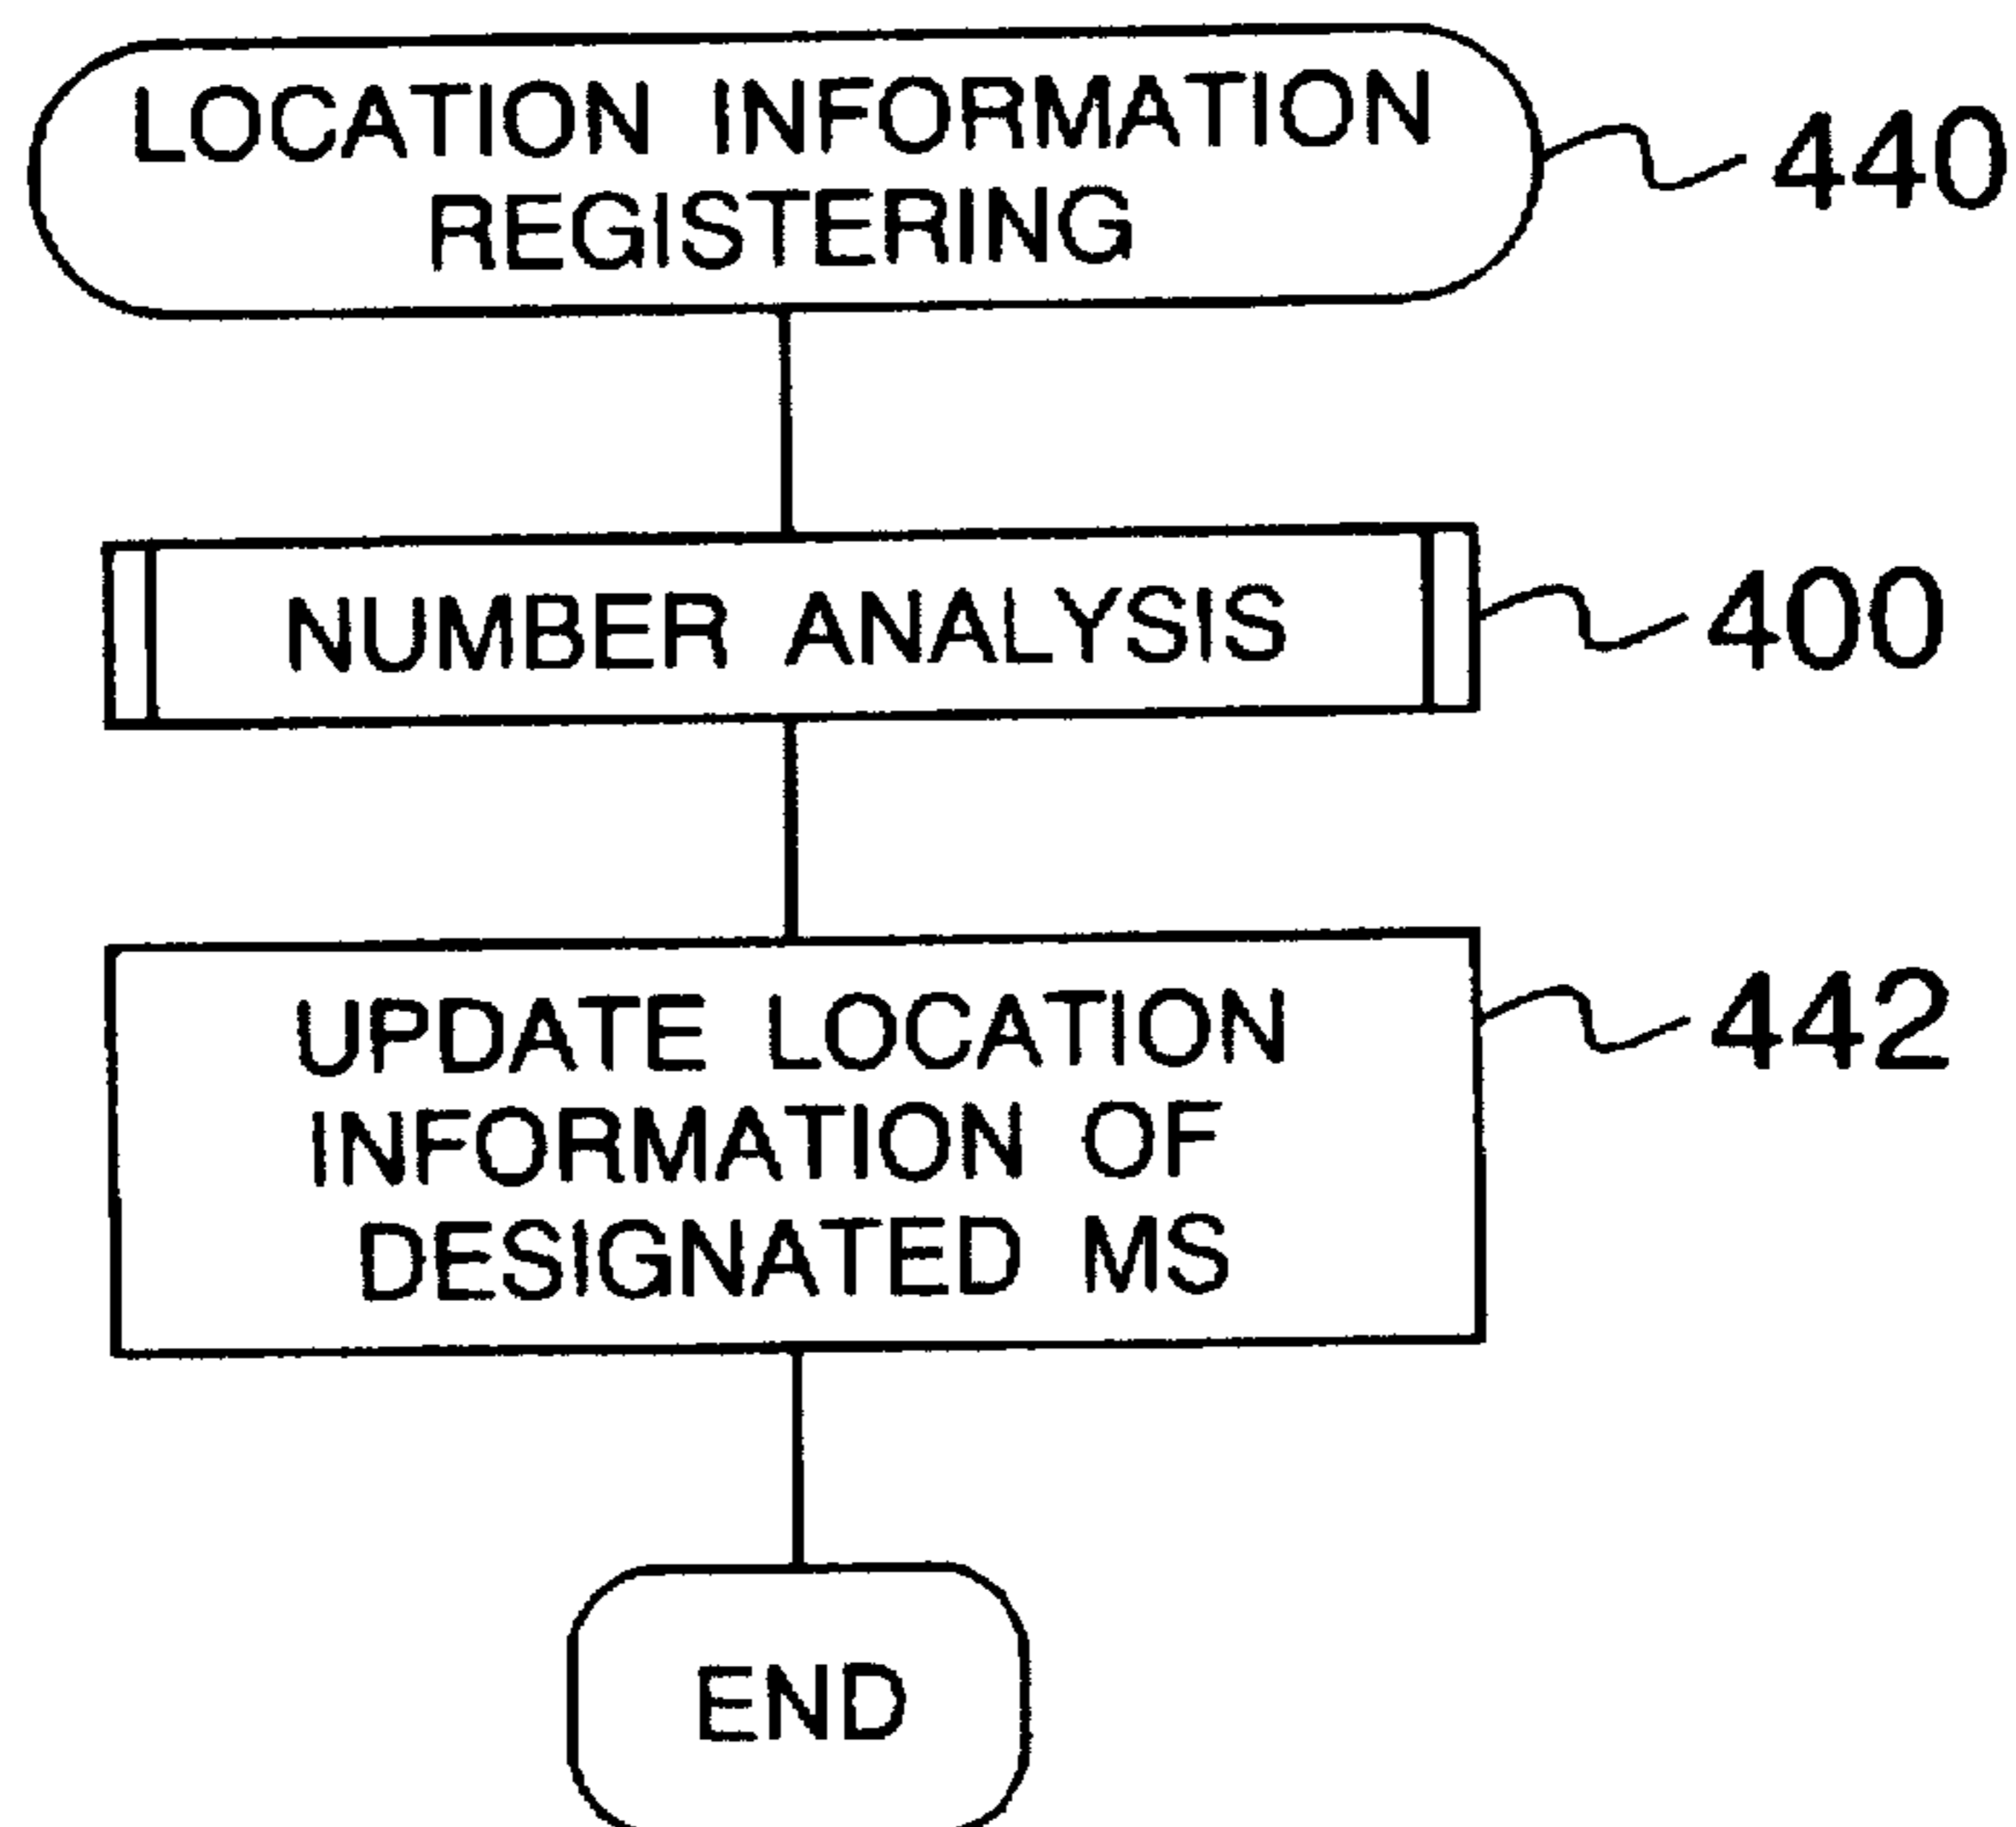 LOCATION INFORMATION
REGISTERING
440
NUMBER ANALYSIS
400
UPDATE LOCATION
INFORMATION OF
DESIGNATED MS
442
END